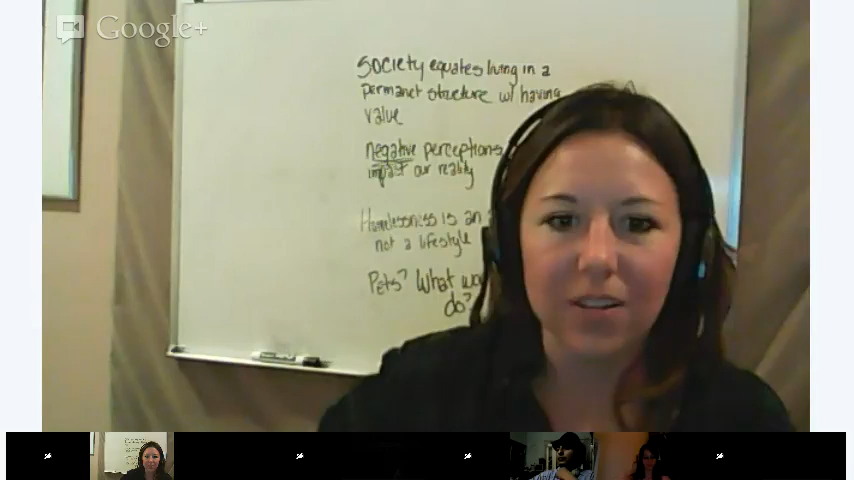 Google+
Society equates living in a
permanet structure w/ having
value
negative perceptions
impact our reality
Homelessness is an
not a lifestyle
Pets? What
do?